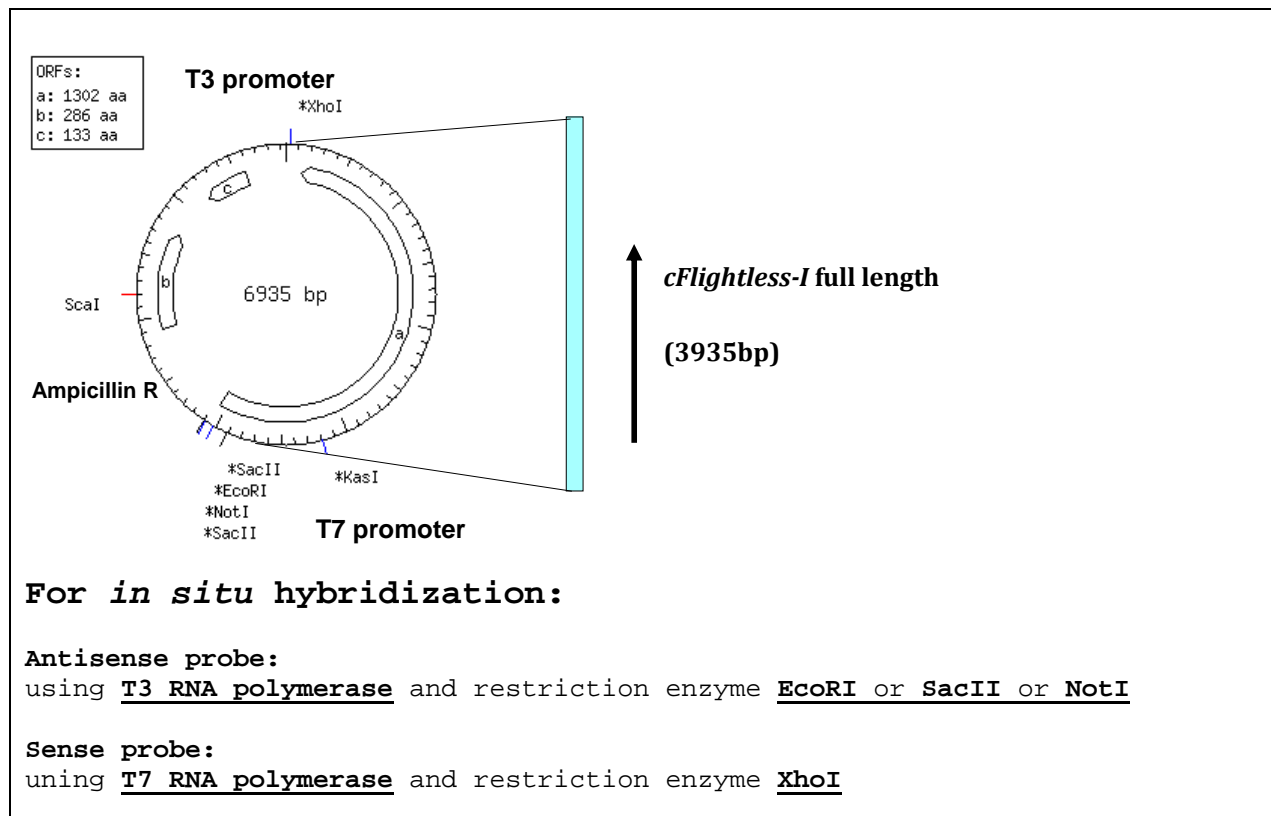 ORFs:
a: 1302 aa
b: 286 aa
c: 133 aa
T3 promoter
*XhoI
c
b
6935 bp
a
ScaI
Ampicillin R
*SacII
*EcoRI
*NotI
*SacII
*KasI
T7 promoter
cFlightless-I full length
(3935bp)
For in situ hybridization:
Antisense probe:
using T3 RNA polymerase and restriction enzyme EcoRI or SacII or NotI
Sense probe:
uning T7 RNA polymerase and restriction enzyme XhoI